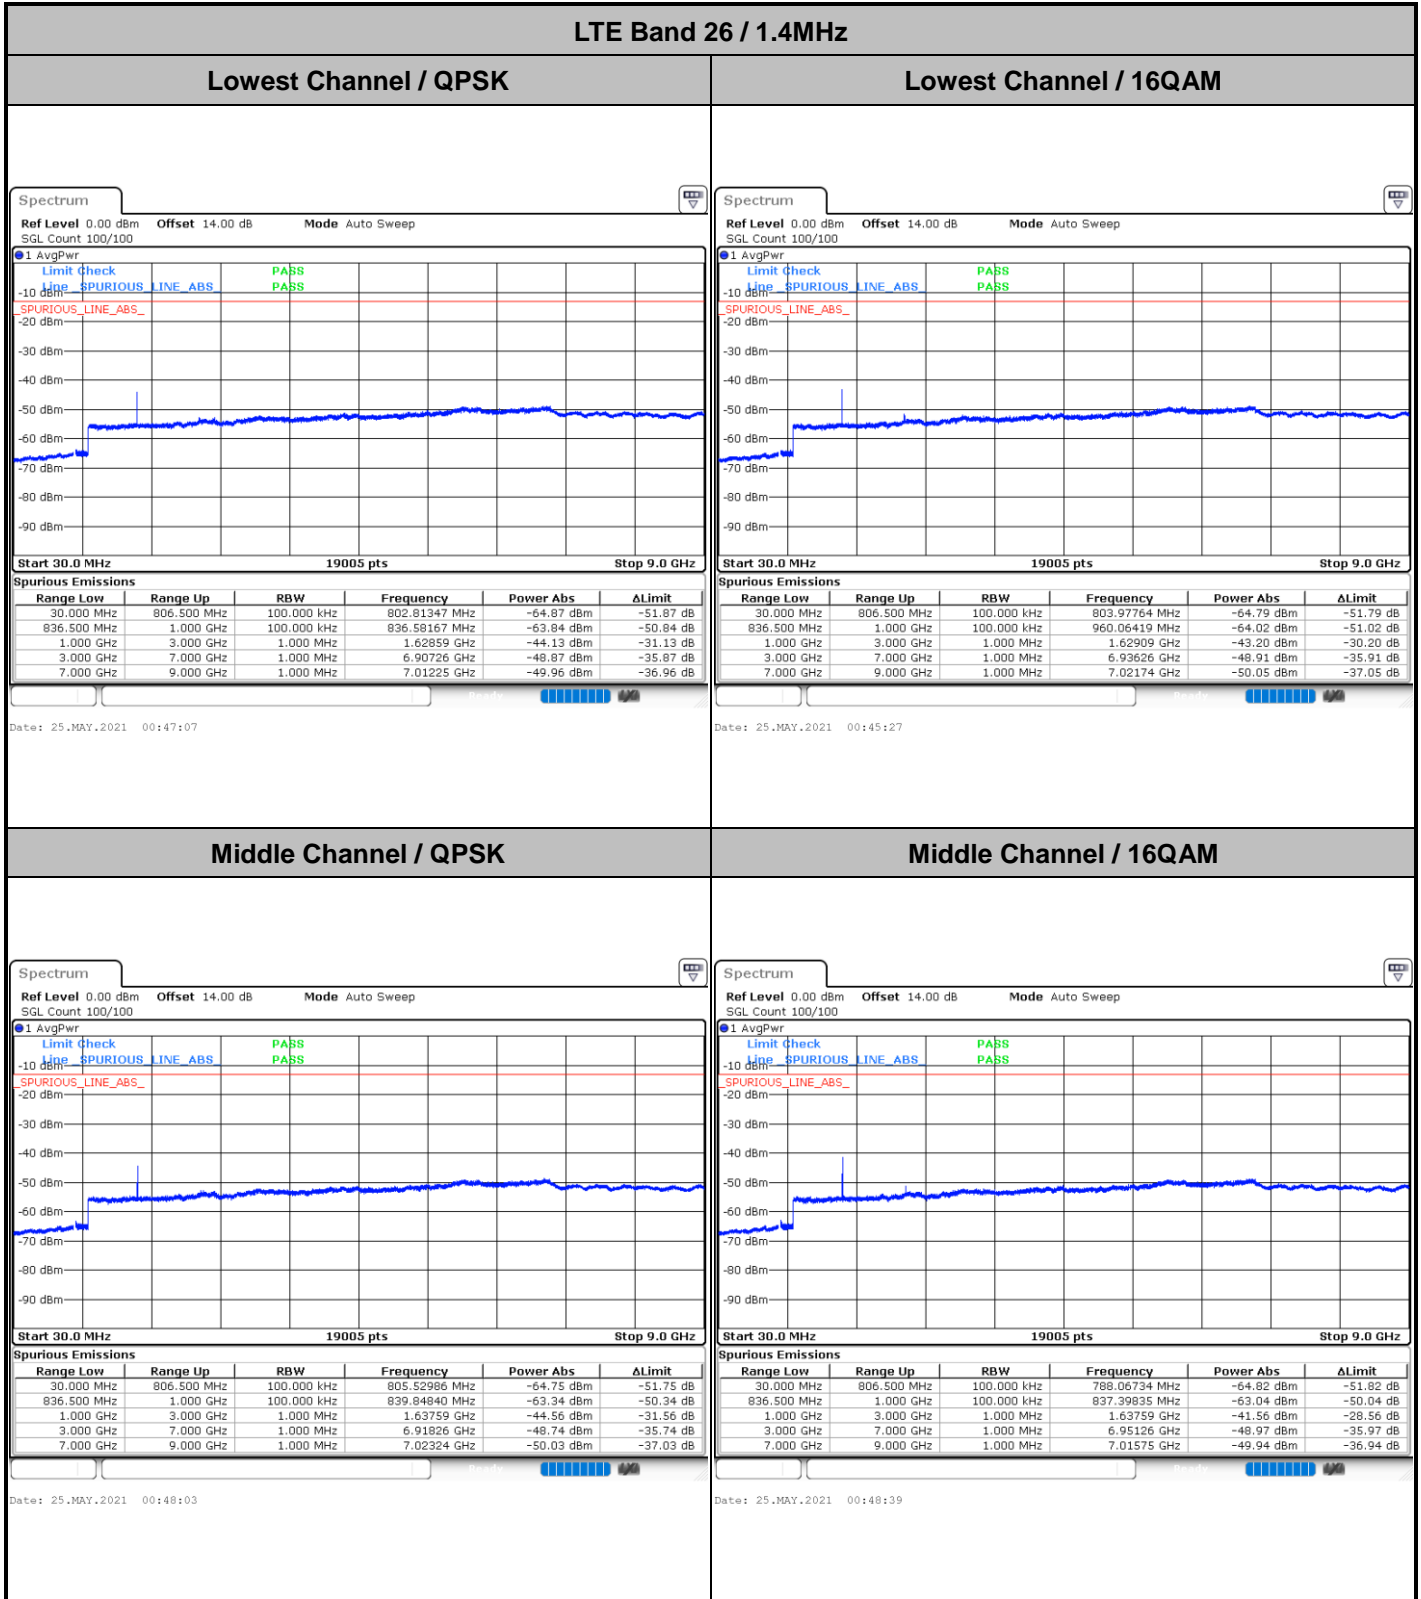 LTE Band 26 / 1.4MHz
Lowest Channel / QPSK
Lowest Channel / 16QAM
Spectrum
Ref Level 0.00 dBm Offset 14.00 dB Mode Auto Sweep
SGL Count 100/100
1 AvgPwr
Limit Check PASS
Line _SPURIOUS_LINE_ABS_ PASS
-10 dBm
_SPURIOUS_LINE_ABS_
-20 dBm
-30 dBm
-40 dBm
-50 dBm
-60 dBm
-70 dBm
-80 dBm
-90 dBm
Start 30.0 MHz 19005 pts Stop 9.0 GHz
Spurious Emissions
Range Low Range Up RBW Frequency Power Abs ΔLimit
30.000 MHz 806.500 MHz 100.000 kHz 802.81347 MHz -64.87 dBm -51.87 dB
836.500 MHz 1.000 GHz 100.000 kHz 836.58167 MHz -63.84 dBm -50.84 dB
1.000 GHz 3.000 GHz 1.000 MHz 1.62859 GHz -44.13 dBm -31.13 dB
3.000 GHz 7.000 GHz 1.000 MHz 6.90726 GHz -48.87 dBm -35.87 dB
7.000 GHz 9.000 GHz 1.000 MHz 7.01225 GHz -49.96 dBm -36.96 dB
Ready
Date: 25.MAY.2021 00:47:07
Spectrum
Ref Level 0.00 dBm Offset 14.00 dB Mode Auto Sweep
SGL Count 100/100
1 AvgPwr
Limit Check PASS
Line _SPURIOUS_LINE_ABS_ PASS
-10 dBm
_SPURIOUS_LINE_ABS_
-20 dBm
-30 dBm
-40 dBm
-50 dBm
-60 dBm
-70 dBm
-80 dBm
-90 dBm
Start 30.0 MHz 19005 pts Stop 9.0 GHz
Spurious Emissions
Range Low Range Up RBW Frequency Power Abs ΔLimit
30.000 MHz 806.500 MHz 100.000 kHz 803.97764 MHz -64.79 dBm -51.79 dB
836.500 MHz 1.000 GHz 100.000 kHz 960.06419 MHz -64.02 dBm -51.02 dB
1.000 GHz 3.000 GHz 1.000 MHz 1.62909 GHz -43.20 dBm -30.20 dB
3.000 GHz 7.000 GHz 1.000 MHz 6.93626 GHz -48.91 dBm -35.91 dB
7.000 GHz 9.000 GHz 1.000 MHz 7.02174 GHz -50.05 dBm -37.05 dB
Ready
Date: 25.MAY.2021 00:45:27
Middle Channel / QPSK
Middle Channel / 16QAM
Spectrum
Ref Level 0.00 dBm Offset 14.00 dB Mode Auto Sweep
SGL Count 100/100
1 AvgPwr
Limit Check PASS
Line _SPURIOUS_LINE_ABS_ PASS
-10 dBm
_SPURIOUS_LINE_ABS_
-20 dBm
-30 dBm
-40 dBm
-50 dBm
-60 dBm
-70 dBm
-80 dBm
-90 dBm
Start 30.0 MHz 19005 pts Stop 9.0 GHz
Spurious Emissions
Range Low Range Up RBW Frequency Power Abs ΔLimit
30.000 MHz 806.500 MHz 100.000 kHz 805.52986 MHz -64.75 dBm -51.75 dB
836.500 MHz 1.000 GHz 100.000 kHz 839.84840 MHz -63.34 dBm -50.34 dB
1.000 GHz 3.000 GHz 1.000 MHz 1.63759 GHz -44.56 dBm -31.56 dB
3.000 GHz 7.000 GHz 1.000 MHz 6.91826 GHz -48.74 dBm -35.74 dB
7.000 GHz 9.000 GHz 1.000 MHz 7.02324 GHz -50.03 dBm -37.03 dB
Ready
Date: 25.MAY.2021 00:48:03
Spectrum
Ref Level 0.00 dBm Offset 14.00 dB Mode Auto Sweep
SGL Count 100/100
1 AvgPwr
Limit Check PASS
Line _SPURIOUS_LINE_ABS_ PASS
-10 dBm
_SPURIOUS_LINE_ABS_
-20 dBm
-30 dBm
-40 dBm
-50 dBm
-60 dBm
-70 dBm
-80 dBm
-90 dBm
Start 30.0 MHz 19005 pts Stop 9.0 GHz
Spurious Emissions
Range Low Range Up RBW Frequency Power Abs ΔLimit
30.000 MHz 806.500 MHz 100.000 kHz 788.06734 MHz -64.82 dBm -51.82 dB
836.500 MHz 1.000 GHz 100.000 kHz 837.39835 MHz -63.04 dBm -50.04 dB
1.000 GHz 3.000 GHz 1.000 MHz 1.63759 GHz -41.56 dBm -28.56 dB
3.000 GHz 7.000 GHz 1.000 MHz 6.95126 GHz -48.97 dBm -35.97 dB
7.000 GHz 9.000 GHz 1.000 MHz 7.01575 GHz -49.94 dBm -36.94 dB
Ready
Date: 25.MAY.2021 00:48:39